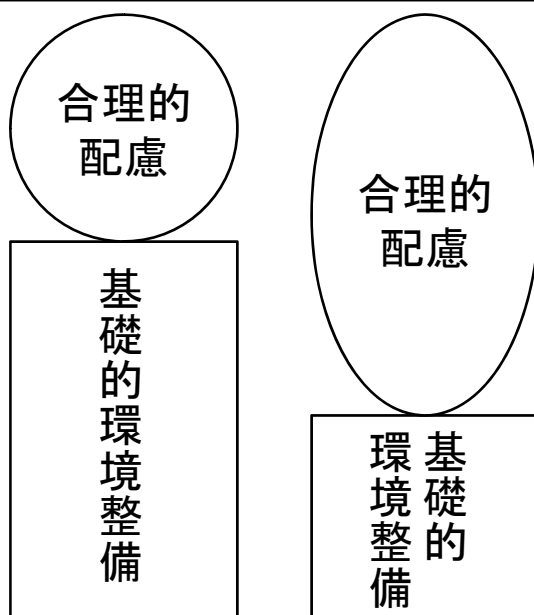 合理的
配慮
基礎的環境整備
合理的
配慮
基礎的
環境整備